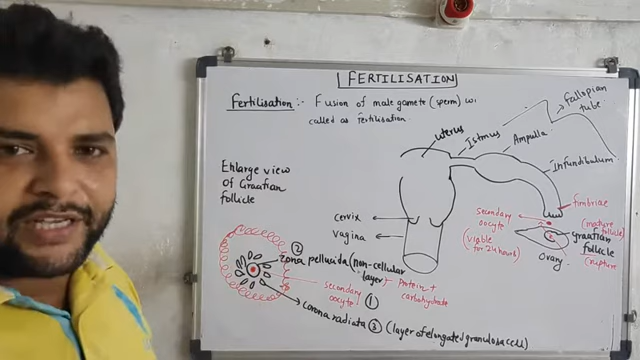 FERTILISATION
Fertilisation :- Fusion of male gamete (sperm) wi
called as fertilisation.
uterus
Istmus
Ampulla
fallopian
tube
Infundibulum
Enlarge view
of Graafian
follicle
fimbriae
secondary
oocyte
(viable
for 24 hours)
(mature
follicle)
graafian
follicle
(rupture
Ovary
cervix
vagina
②
Zona pellucida (non-cellular
layer)
Protein +
carbohydrate
secondary
oocyte ①
corona radiata ③ (layer of elongated granulosa cell)